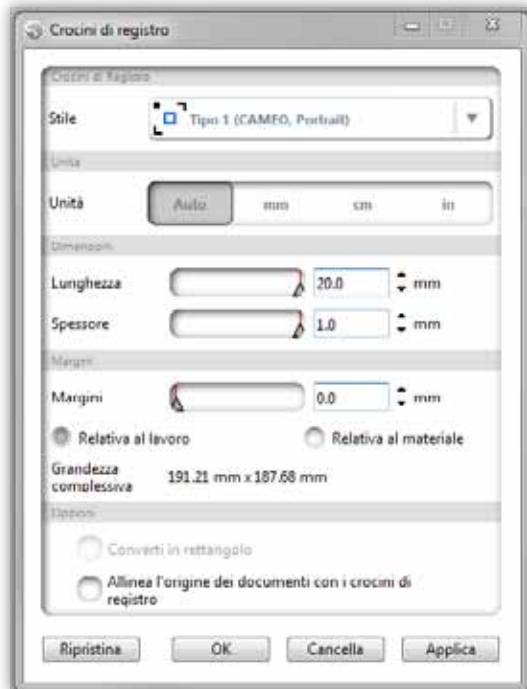 Crocini di registro
Crocini di Registro
Stile
Tipo 1 (CAMEO, Portrait)
Unità
Unità
Auto mm cm in
Dimensioni
Lunghezza 20.0 mm
Spessore 1.0 mm
Margini
Margini 0.0 mm
Relativa al lavoro Relativa al materiale
Grandezza
complessiva
191.21 mm x 187.68 mm
Opzioni
Converti in rettangolo
Allinea l'origine dei documenti con i crocini di
registro
Ripristina OK Cancella Applica